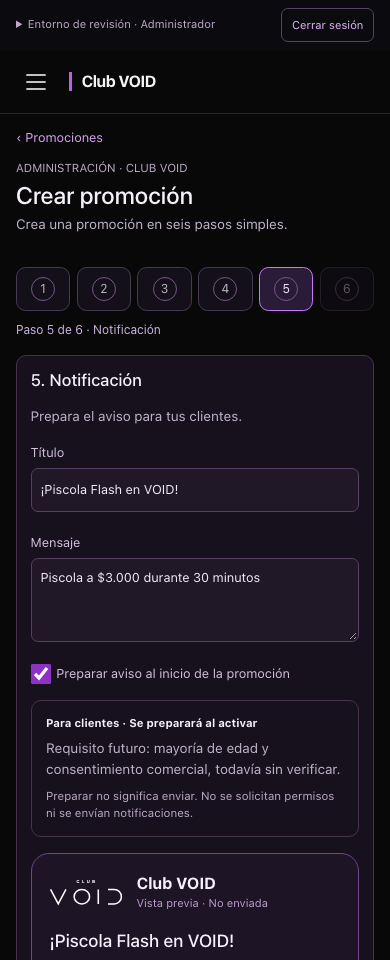 Entorno de revisión · Administrador
Cerrar sesión
Club VOID
‹ Promociones
ADMINISTRACIÓN · CLUB VOID
Crear promoción
Crea una promoción en seis pasos simples.
1 2 3 4 5 6
Paso 5 de 6 · Notificación
5. Notificación
Prepara el aviso para tus clientes.
Título
¡Piscola Flash en VOID!
Mensaje
Piscola a $3.000 durante 30 minutos
Preparar aviso al inicio de la promoción
Para clientes · Se preparará al activar
Requisito futuro: mayoría de edad y
consentimiento comercial, todavía sin verificar.
Preparar no significa enviar. No se solicitan permisos
ni se envían notificaciones.
CLUB
VOID
Club VOID
Vista previa · No enviada
¡Piscola Flash en VOID!